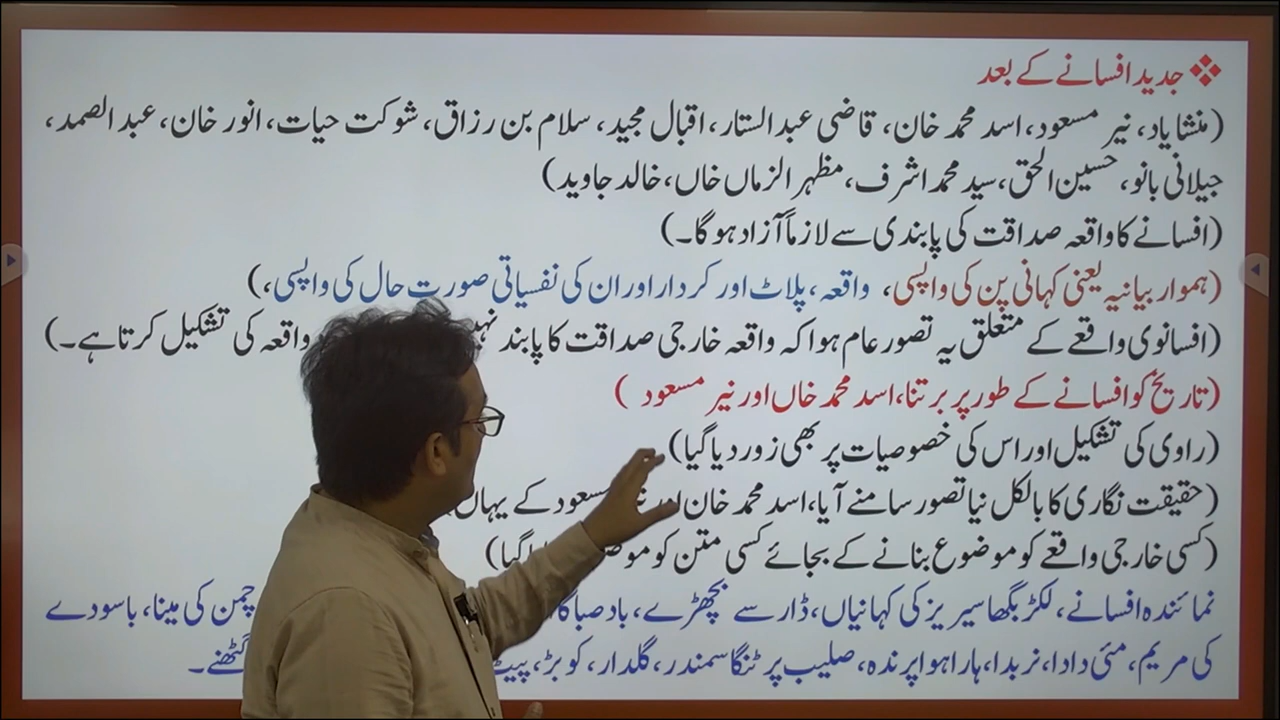 ❖ جدید افسانے کے بعد
(منشایاد، نیر مسعود، اسد محمد خان، قاضی عبدالستار، اقبال مجید، سلام بن رزاق، شوکت حیات، انور خان، عبدالصمد،
جیلانی بانو، حسین الحق، سید محمد اشرف، مظہر الزماں خاں، خالد جاوید)
(افسانے کا واقعہ صداقت کی پابندی سے لازماً آزاد ہوگا۔)
(ہموار بیانیہ یعنی کہانی پن کی واپسی، واقعہ، پلاٹ اور کردار اور ان کی نفسیاتی صورت حال کی واپسی،)
(افسانوی واقعے کے متعلق یہ تصور عام ہوا کہ واقعہ خارجی صداقت کا پابند واقعہ کی تشکیل کرتا ہے۔)
(تاریخ کو افسانے کے طور پر برتنا، اسد محمد خاں اور نیر مسعود )
(راوی کی تشکیل اور اس کی خصوصیات پر بھی زور دیا گیا)
(حقیقت نگاری کا بالکل نیا تصور سامنے آیا، اسد محمد خان اور مسعود کے یہاں)
(کسی خارجی واقعے کو موضوع بنانے کے بجائے کسی متن کو گیا)
نمائندہ افسانے، لکڑبگھا سیریز کی کہانیاں، ڈار سے بچھڑے، باد صبا کا چمن کی مینا، باسودے
کی مریم، مئی دادا، نربدا، ہارا ہوا پرندہ، صلیب پر ٹنگا سمندر، گلدار، کوبڑ، گھٹنے۔